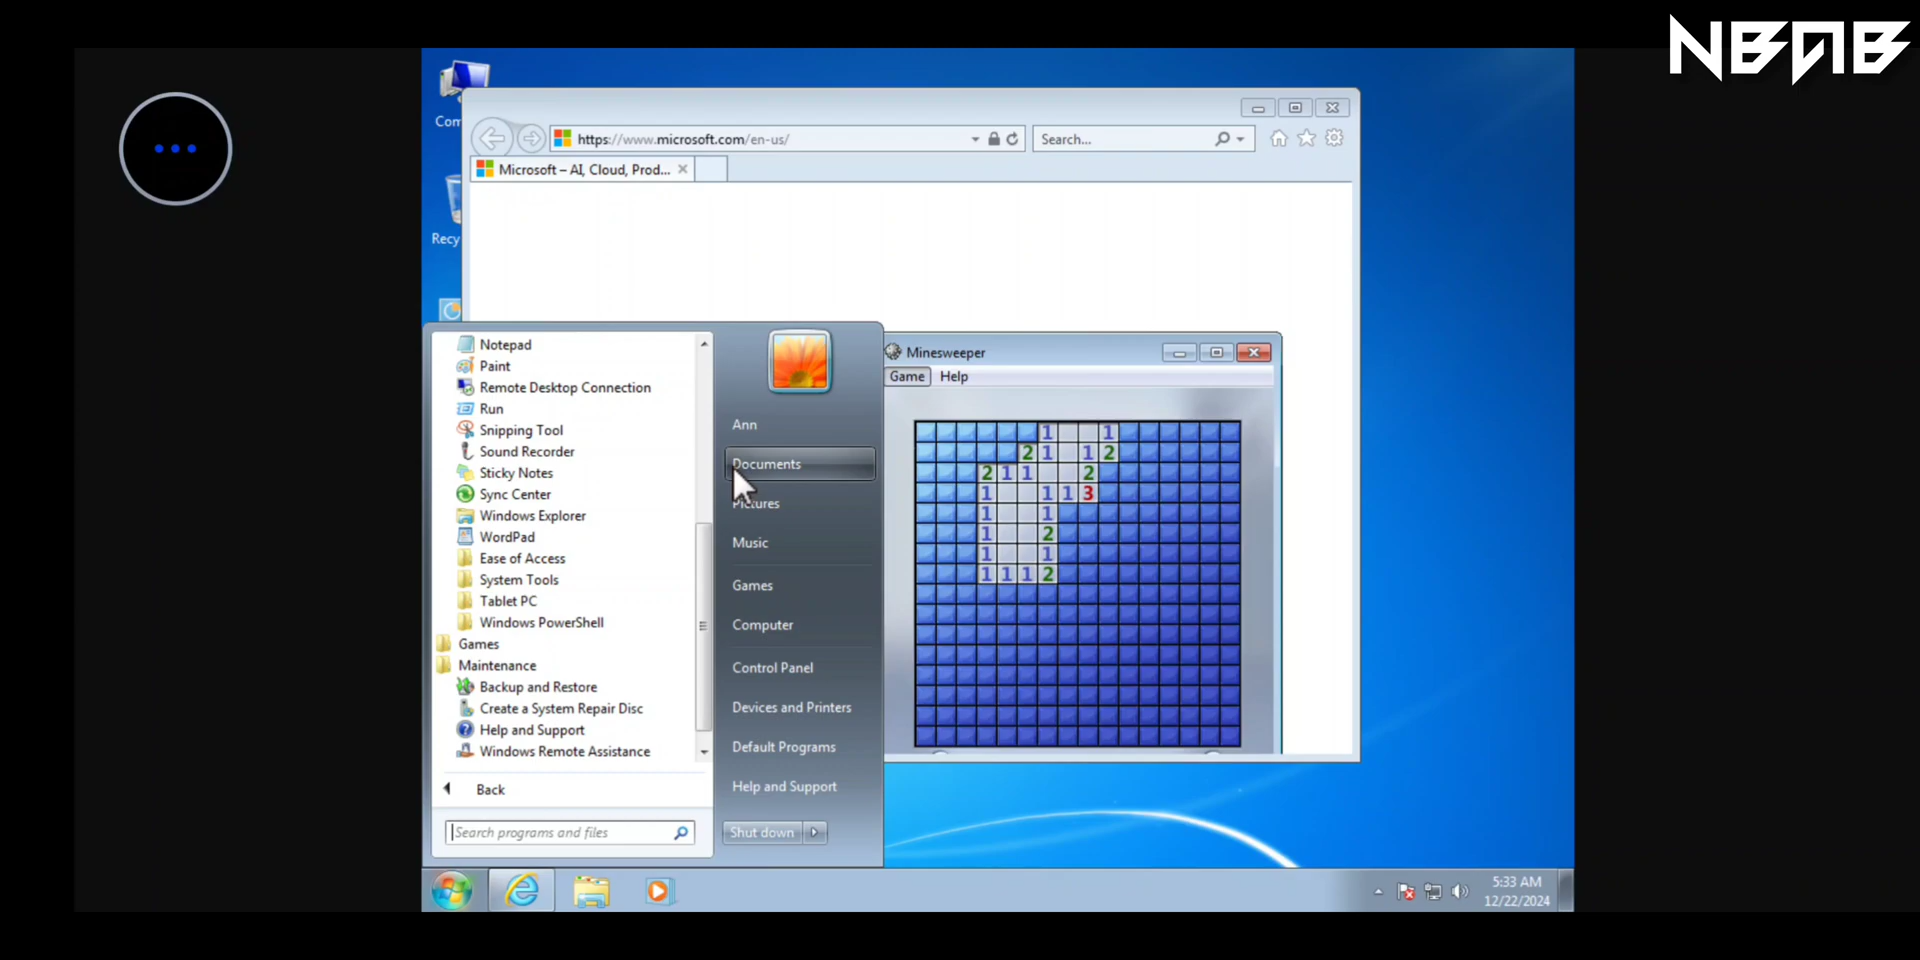 NBAB
Com
https://www.microsoft.com/en-us/
Search...
Microsoft – AI, Cloud, Prod...
Recy
Notepad
Paint
Remote Desktop Connection
Run
Snipping Tool
Sound Recorder
Sticky Notes
Sync Center
Windows Explorer
WordPad
Ease of Access
System Tools
Tablet PC
Windows PowerShell
Games
Maintenance
Backup and Restore
Create a System Repair Disc
Help and Support
Windows Remote Assistance
Back
Search programs and files
Ann
Documents
Pictures
Music
Games
Computer
Control Panel
Devices and Printers
Default Programs
Help and Support
Shut down
Minesweeper
Game Help
1 1
2 1 1 2
2 1 1 2
1 1 1 3
1 1
1 2
1 1
1 1 1 2
5:33 AM
12/22/2024